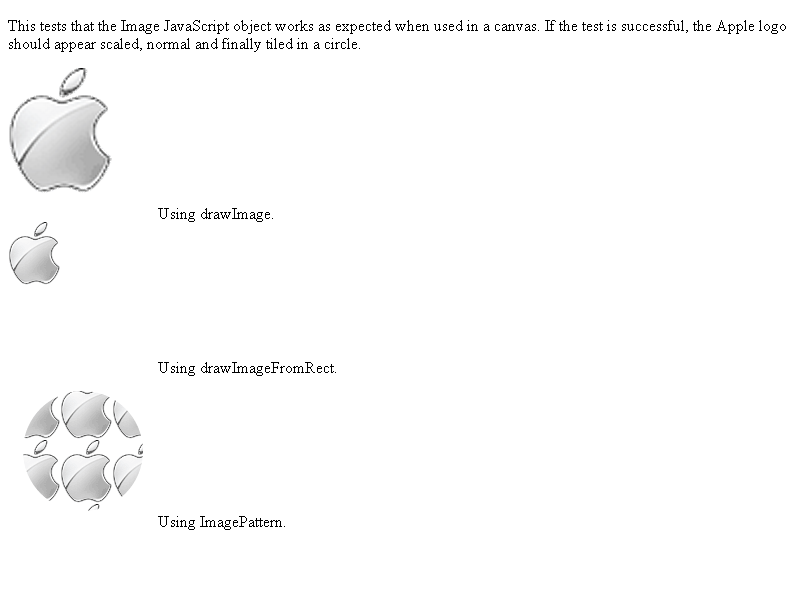 This tests that the Image JavaScript object works as expected when used in a canvas. If the test is successful, the Apple logo
should appear scaled, normal and finally tiled in a circle.
Using drawImage.
Using drawImageFromRect.
Using ImagePattern.